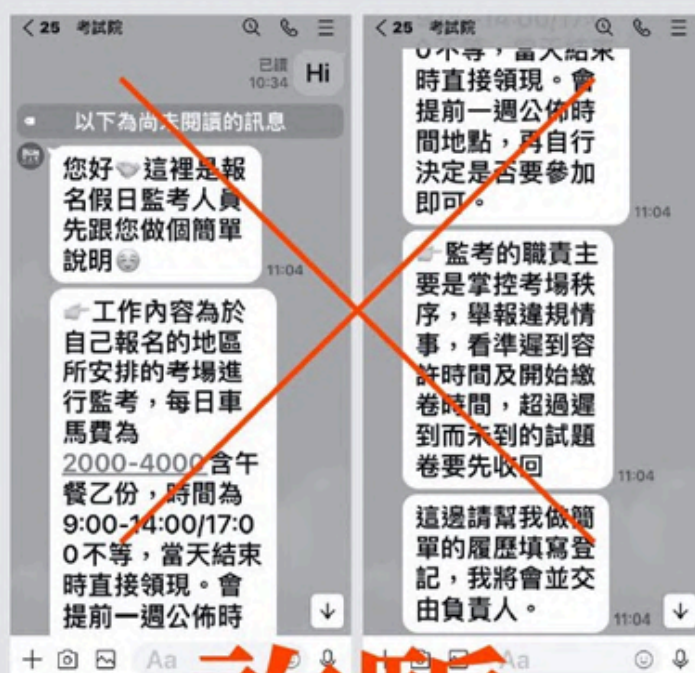 25 考試院
已讀
10:34
Hi
以下為尚未閱讀的訊息
您好🤝這裡是報
名假日監考人員
先跟您做個簡單
說明😌
11:04
👉工作內容為於
自己報名的地區
所安排的考場進
行監考，每日車
馬費為
2000-4000含午
餐乙份，時間為
9:00-14:00/17:0
0不等，當天結束
時直接領現。會
提前一週公佈時
Aa
25 考試院
0不等，當天結束
時直接領現。會
提前一週公佈時
間地點，再自行
決定是否要參加
即可。
11:04
👉監考的職責主
要是掌控考場秩
序，舉報違規情
事，看準遲到容
許時間及開始繳
卷時間，超過遲
到而未到的試題
卷要先收回
11:04
這邊請幫我做簡
單的履歷填寫登
記，我將會並交
由負責人。
11:04
Aa